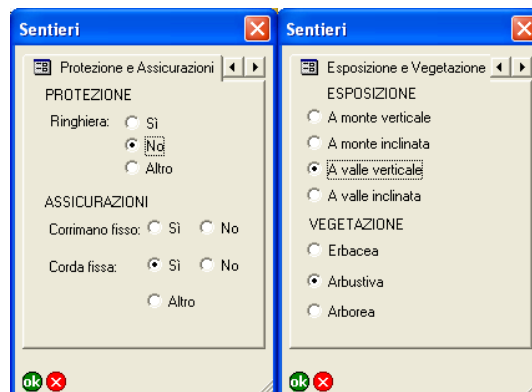 Sentieri
Protezione e Assicurazioni
PROTEZIONE
Ringhiera: Sì
No
Altro
ASSICURAZIONI
Corrimano fisso: Sì No
Corda fissa: Sì No
Altro
ok
Sentieri
Esposizione e Vegetazione
ESPOSIZIONE
A monte verticale
A monte inclinata
A valle verticale
A valle inclinata
VEGETAZIONE
Erbacea
Arbustiva
Arborea
ok